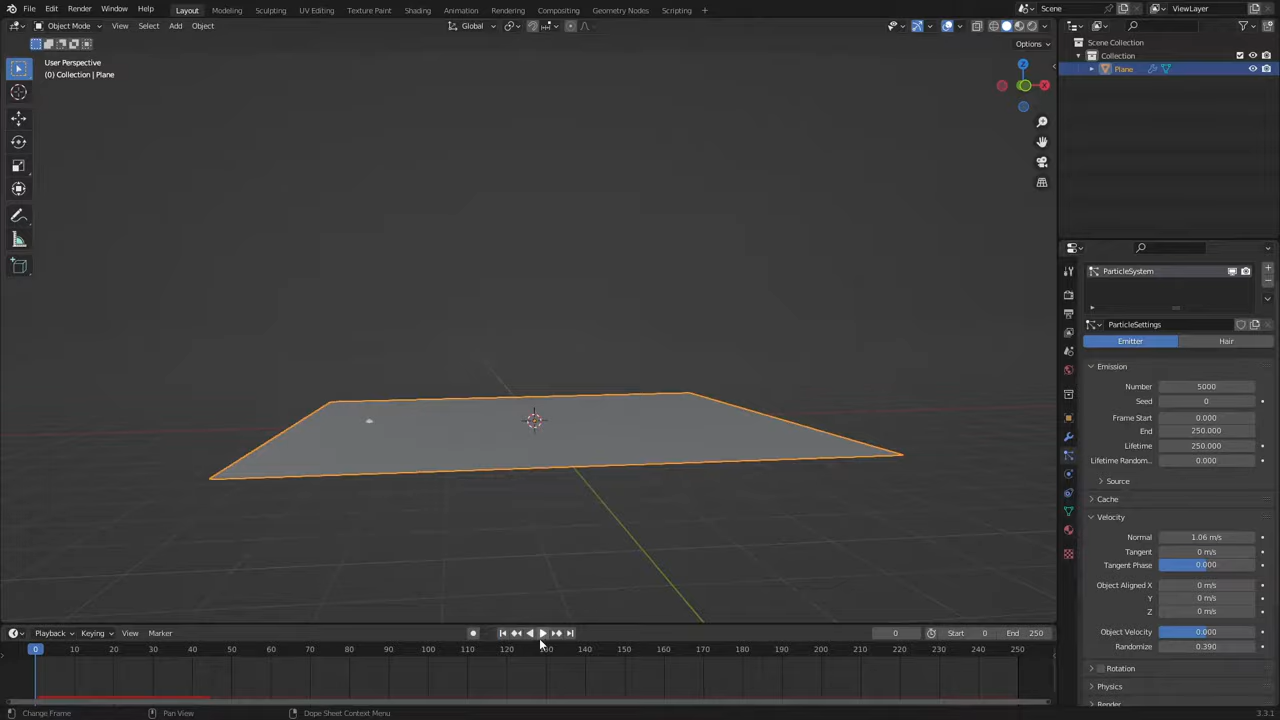 File Edit Render Window Help Layout Modeling Sculpting UV Editing Texture Paint Shading Animation Rendering Compositing Geometry Nodes Scripting + Scene ViewLayer
Object Mode View Select Add Object Global
Options
User Perspective
(0) Collection | Plane
Z
X
Scene Collection
Collection
Plane
ParticleSystem
ParticleSettings
Emitter Hair
Emission
Number 5000
Seed 0
Frame Start 0.000
End 250.000
Lifetime 250.000
Lifetime Random.. 0.000
Source
Cache
Velocity
Normal 1.06 m/s
Tangent 0 m/s
Tangent Phase 0.000
Object Aligned X 0 m/s
Y 0 m/s
Z 0 m/s
Object Velocity 0.000
Randomize 0.390
Rotation
Physics
Render
Playback Keying View Marker 0 Start 0 End 250
0 10 20 30 40 50 60 70 80 90 100 110 120 130 140 150 160 170 180 190 200 210 220 230 240 250
Change Frame Pan View Dope Sheet Context Menu 3.3.1